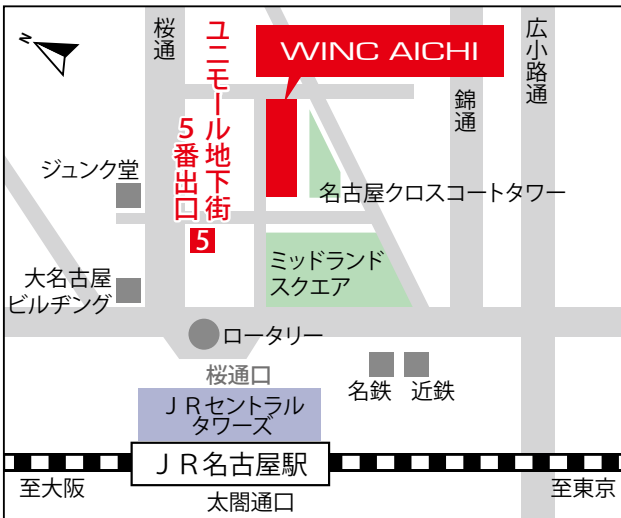 N
桜通
ユニモール地下街
5番出口
5
WINC AICHI
広小路通
錦通
ジュンク堂
名古屋クロスコートタワー
大名古屋
ビルヂング
ミッドランド
スクエア
ロータリー
桜通口
名鉄
近鉄
ＪＲセントラル
タワーズ
ＪＲ名古屋駅
至大阪
太閤通口
至東京